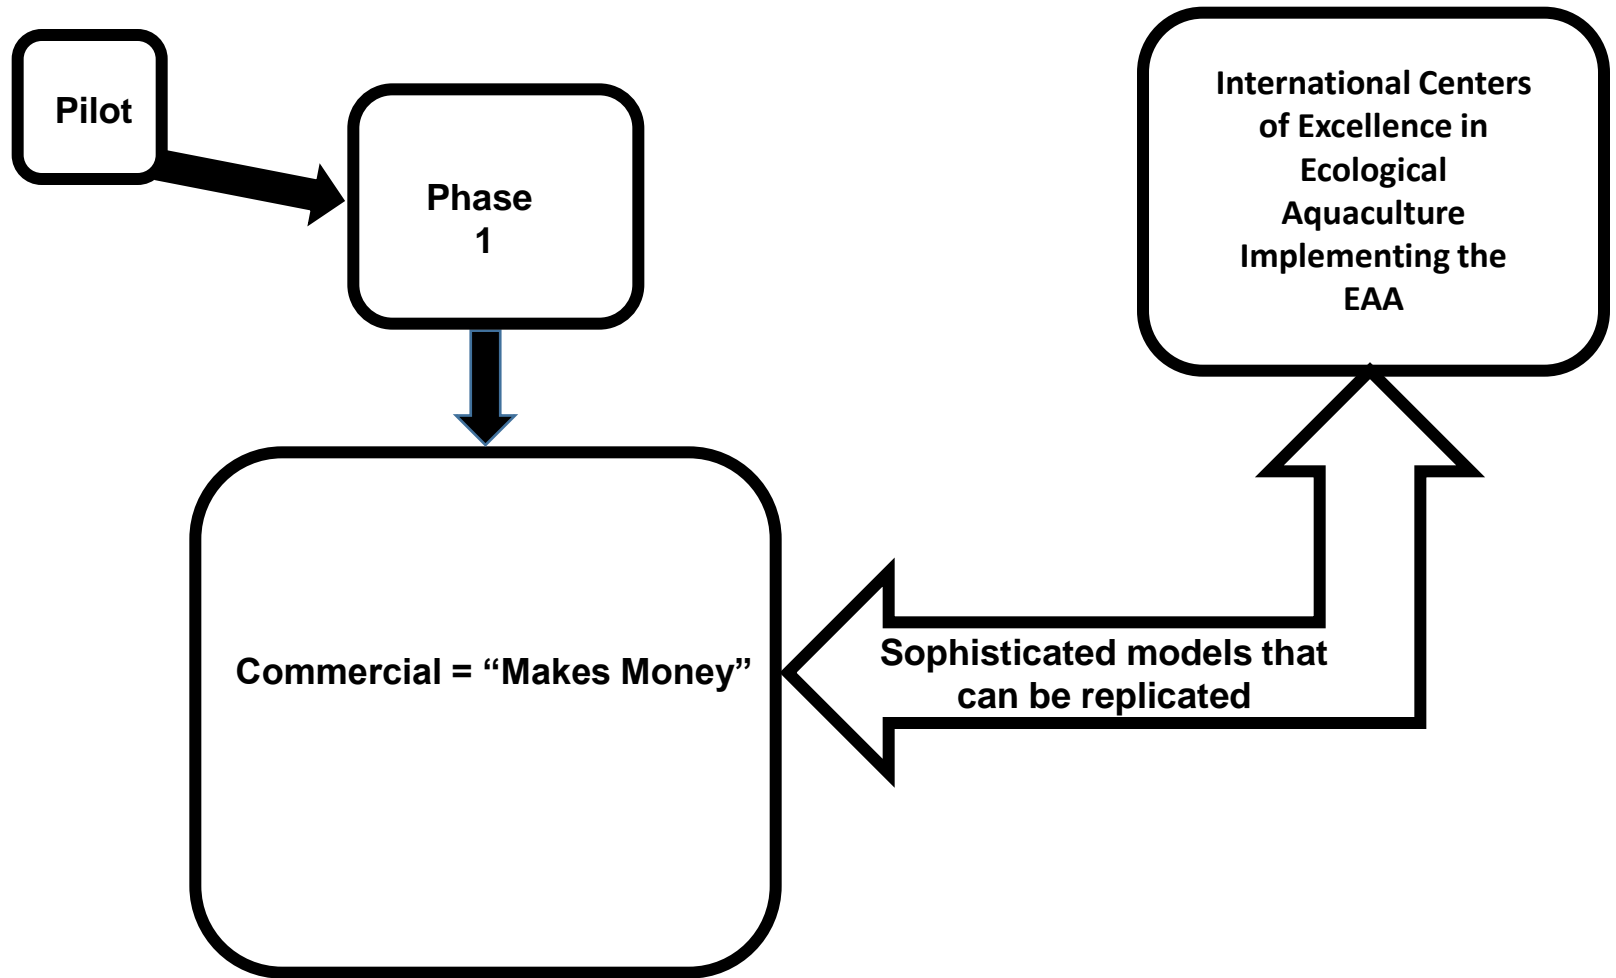 Pilot
Phase
1
International Centers
of Excellence in
Ecological
Aquaculture
Implementing the
EAA
Commercial = “Makes Money”
Sophisticated models that
can be replicated